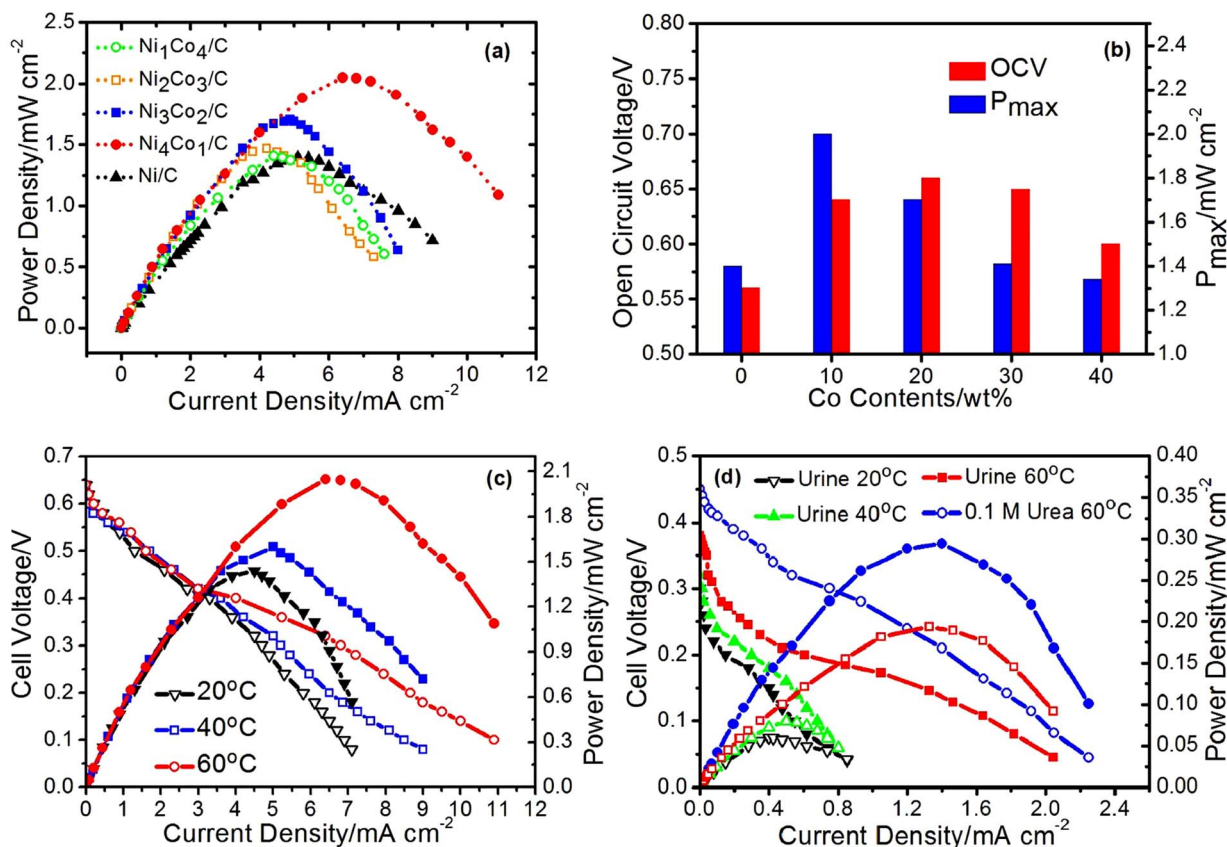 (a)
Ni₁Co₄/C
Ni₂Co₃/C
Ni₃Co₂/C
Ni₄Co₁/C
Ni/C
Power Density/mW cm⁻²
2.5
2.0
1.5
1.0
0.5
0.0
0 2 4 6 8 10 12
Current Density/mA cm⁻²
(b)
OCV
Pmax
Open Circuit Voltage/V
0.80
0.75
0.70
0.65
0.60
0.55
0.50
Pmax/mW cm⁻²
2.4
2.2
2.0
1.8
1.6
1.4
1.2
1.0
0 10 20 30 40
Co Contents/wt%
(c)
20°C
40°C
60°C
Cell Voltage/V
0.7
0.6
0.5
0.4
0.3
0.2
0.1
0.0
Power Density/mW cm⁻²
2.1
1.8
1.5
1.2
0.9
0.6
0.3
0.0
0 1 3 4 5 7 8 9 11 12
Current Density/mA cm⁻²
(d)
Urine 20°C
Urine 40°C
Urine 60°C
0.1 M Urea 60°C
Cell Voltage/V
0.5
0.4
0.3
0.2
0.1
0.0
Power Density/mW cm⁻²
0.40
0.35
0.30
0.25
0.20
0.15
0.10
0.05
0.00
0.0 0.4 0.8 1.2 1.6 2.0 2.4
Current Density/mA cm⁻²